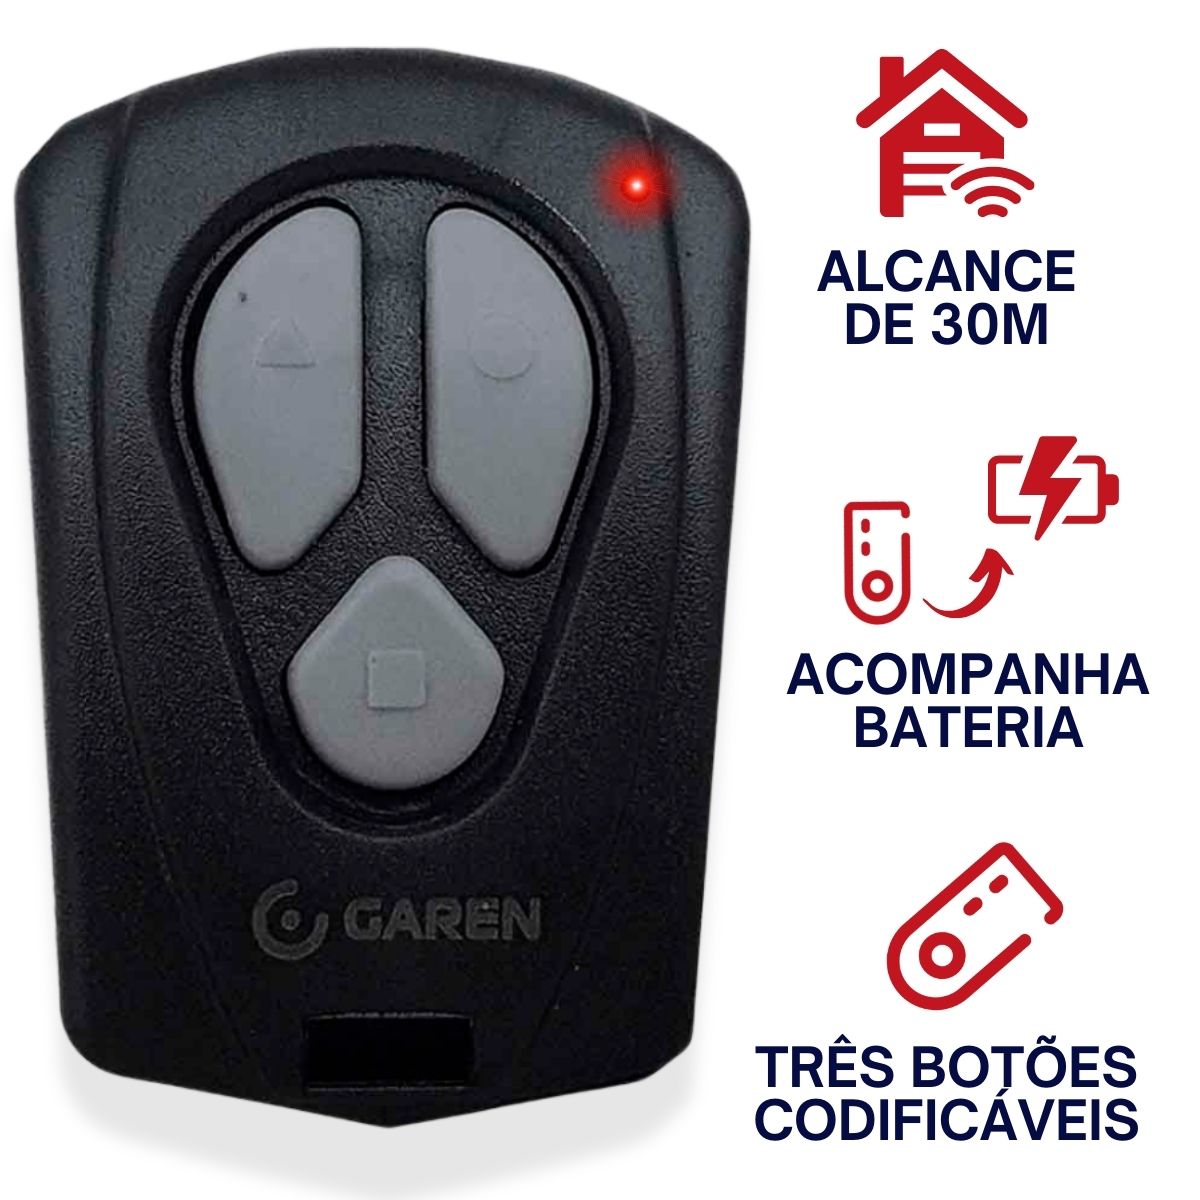 ALCANCE
DE 30M
ACOMPANHA
BATERIA
GAREN
TRÊS BOTÕES
CODIFICÁVEIS